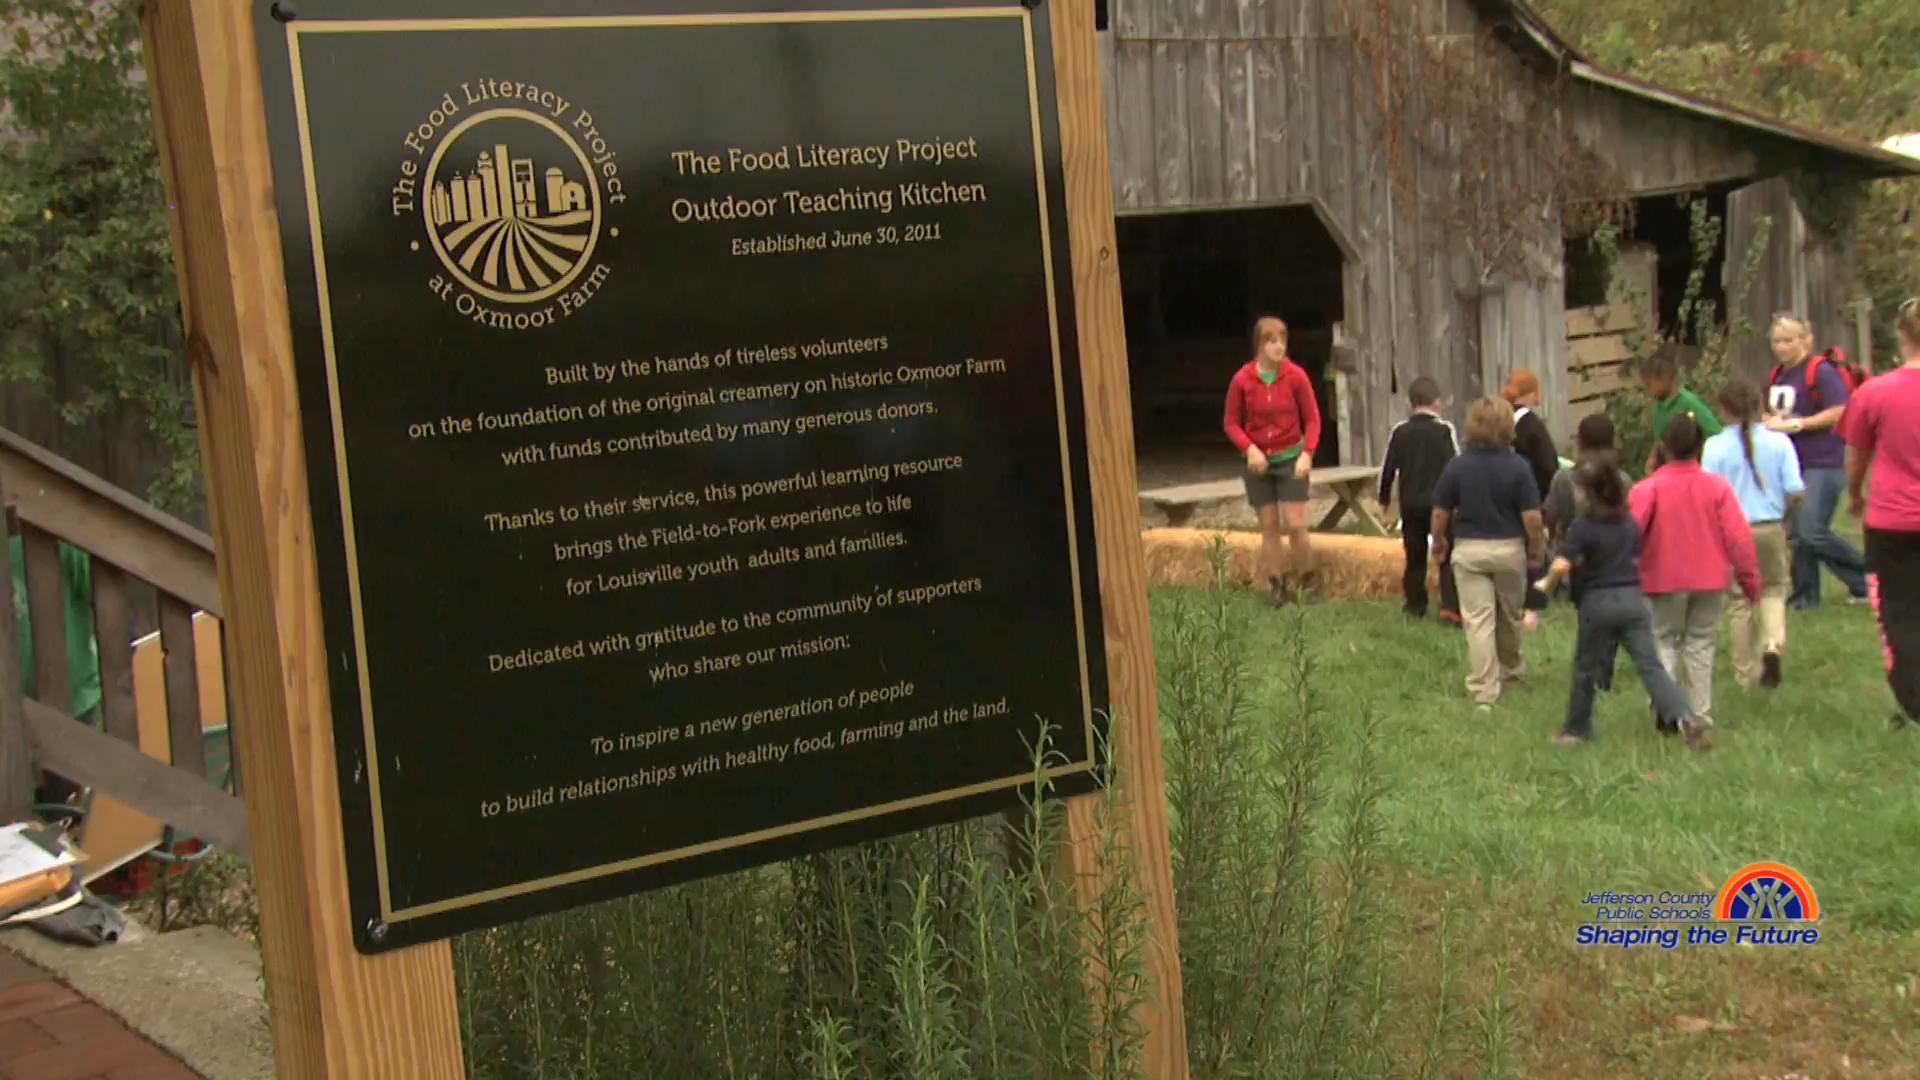 The Food Literacy Project
at Oxmoor Farm
The Food Literacy Project
Outdoor Teaching Kitchen
Established June 30, 2011
Built by the hands of tireless volunteers
on the foundation of the original creamery on historic Oxmoor Farm
with funds contributed by many generous donors.
Thanks to their service, this powerful learning resource
brings the Field-to-Fork experience to life
for Louisville youth adults and families.
Dedicated with gratitude to the community of supporters
who share our mission:
To inspire a new generation of people
to build relationships with healthy food, farming and the land.
Jefferson County
Public Schools
Shaping the Future